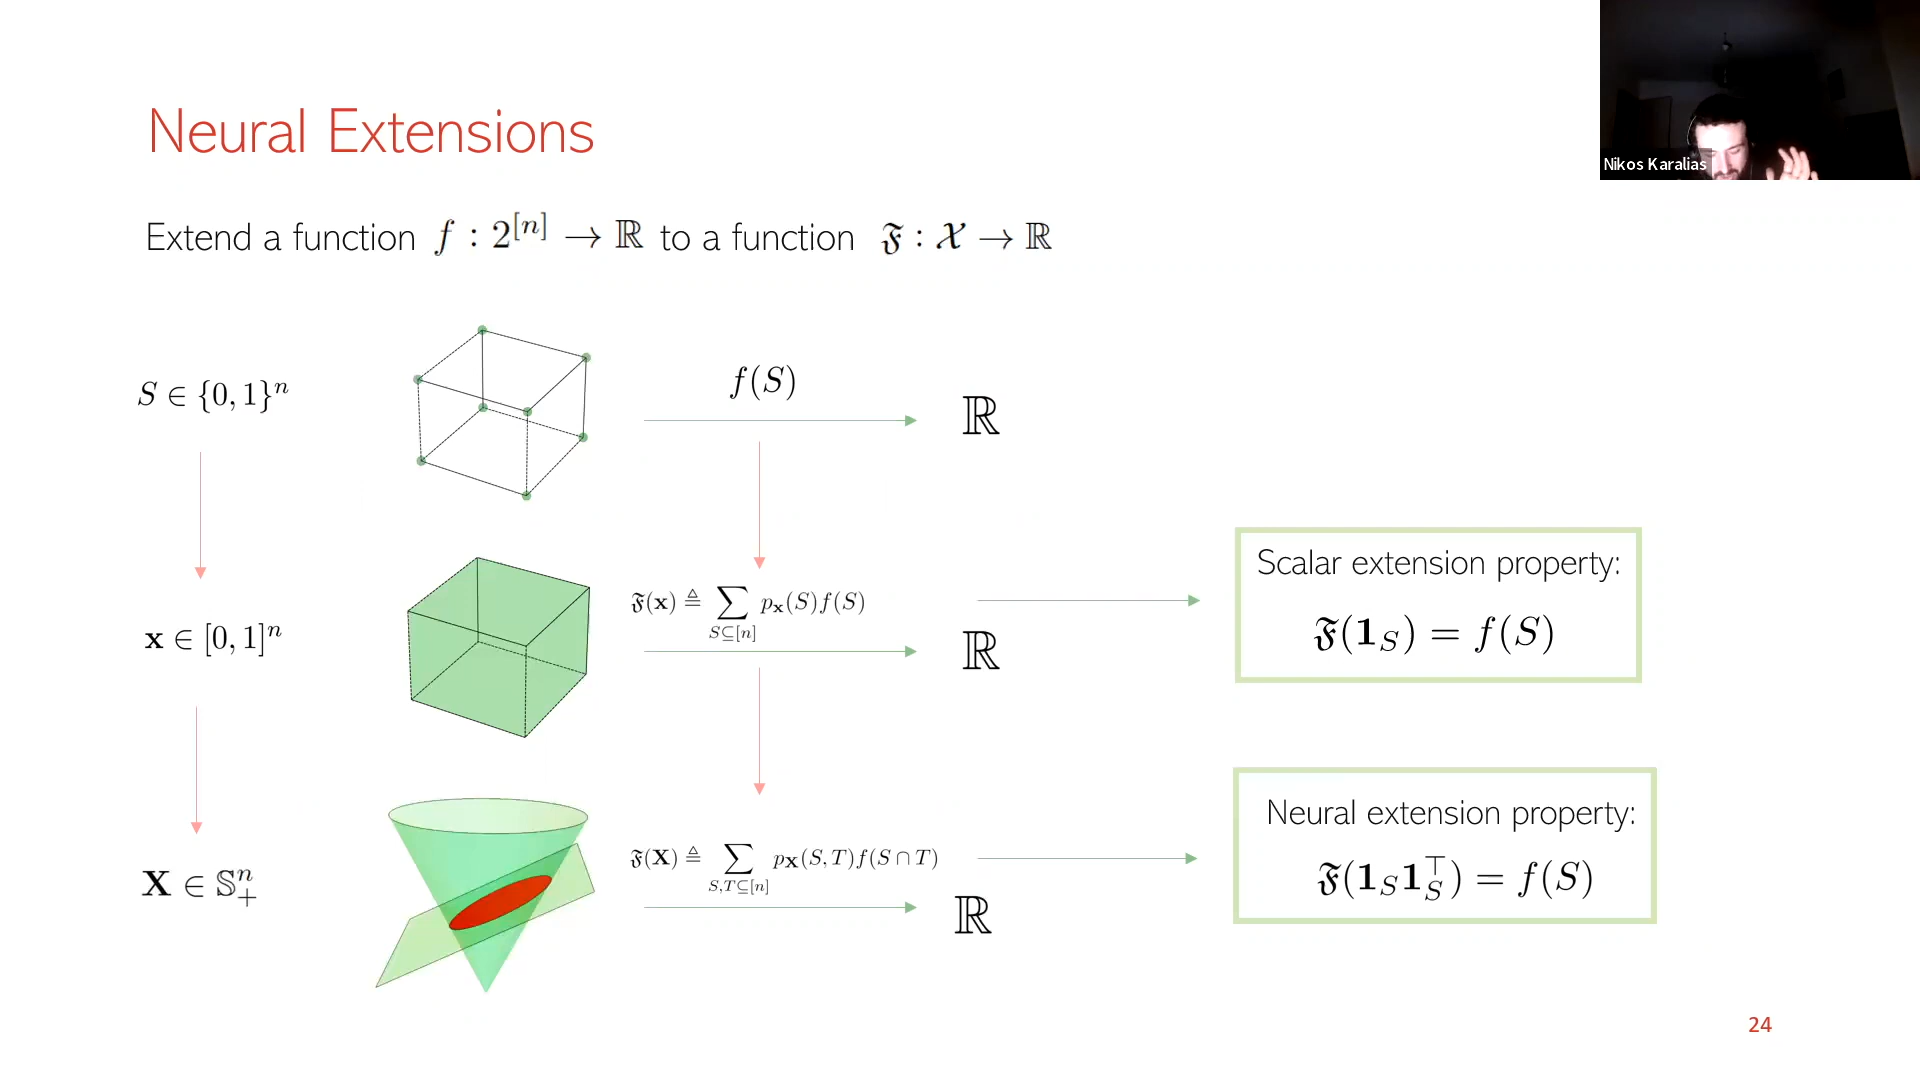 Nikos Karalias
Neural Extensions
Extend a function f : 2^{[n]} → ℝ to a function 𝔉 : 𝒳 → ℝ
S ∈ {0, 1}^n
f(S)
ℝ
x ∈ [0, 1]^n
𝔉(x) ≜ ∑_{S⊆[n]} p_x(S)f(S)
ℝ
Scalar extension property:
𝔉(1_S) = f(S)
X ∈ 𝕊^n_+
𝔉(X) ≜ ∑_{S,T⊆[n]} p_X(S, T)f(S ∩ T)
ℝ
Neural extension property:
𝔉(1_S 1_S^⊤) = f(S)
24